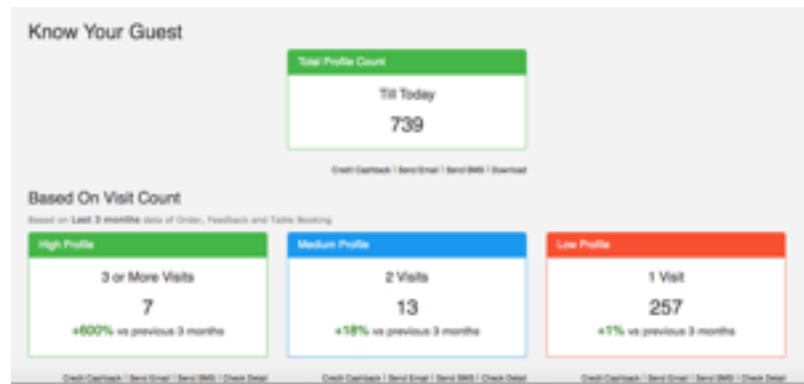 Know Your Guest
Total Profile Count
Till Today
739
Credit Cashback | Send Email | Send SMS | Download
Based On Visit Count
Based on Last 3 months data of Order, Feedback and Table Booking
High Profile
3 or More Visits
7
+600% vs previous 3 months
Credit Cashback | Send Email | Send SMS | Check Detail
Medium Profile
2 Visits
13
+18% vs previous 3 months
Credit Cashback | Send Email | Send SMS | Check Detail
Low Profile
1 Visit
257
+1% vs previous 3 months
Credit Cashback | Send Email | Send SMS | Check Detail